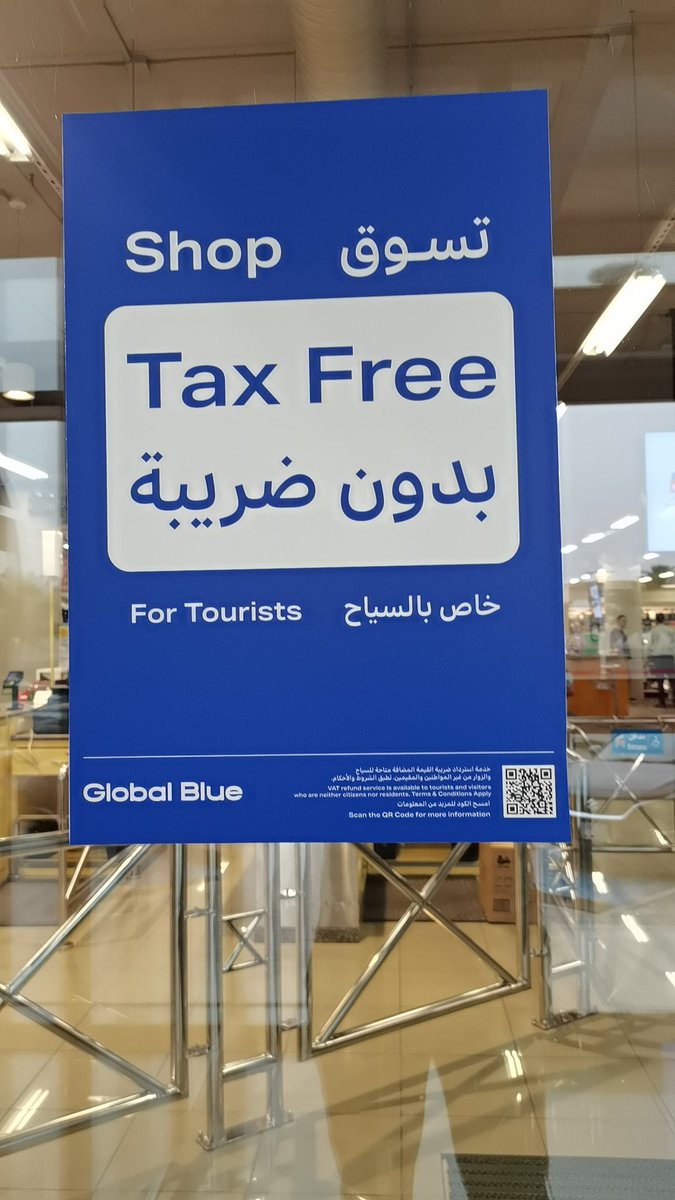 Shop تسوق
Tax Free
بدون ضريبة
For Tourists خاص بالسياح
Global Blue
خدمة استرداد ضريبة القيمة المضافة متاحة للسياح
والزوار من غير المواطنين والمقيمين. تطبق الشروط والأحكام.
VAT refund service is available to tourists and visitors
who are neither citizens nor residents. Terms & Conditions Apply
امسح الكود للمزيد من المعلومات
Scan the QR Code for more information